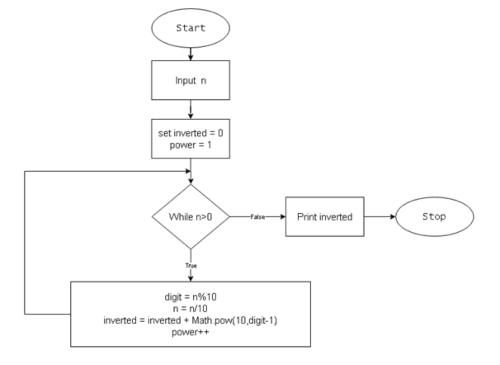 Start
Input n
set inverted = 0
power = 1
While n>0
False
Print inverted
Stop
True
digit = n%10
n = n/10
inverted = inverted + Math.pow(10,digit-1)
power++